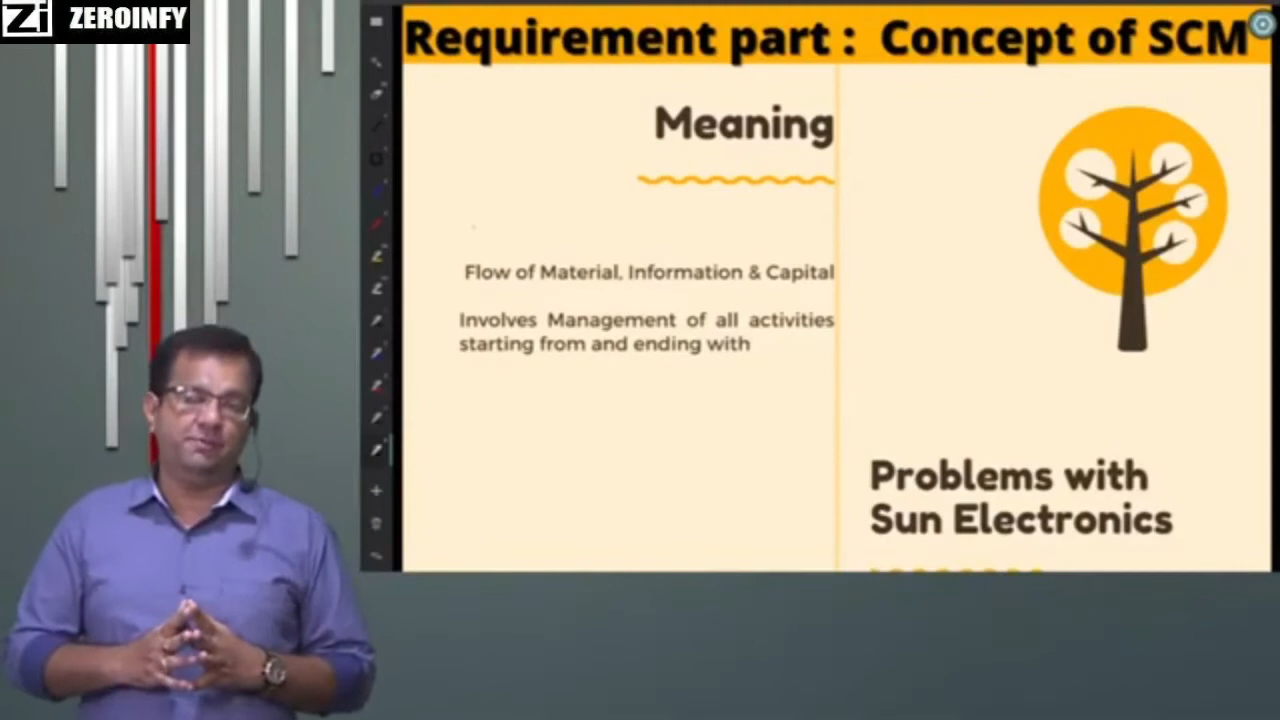 Zi ZEROINFY
Requirement part : Concept of SCM
Meaning
Flow of Material, Information & Capital
Involves Management of all activities
starting from and ending with
Problems with
Sun Electronics